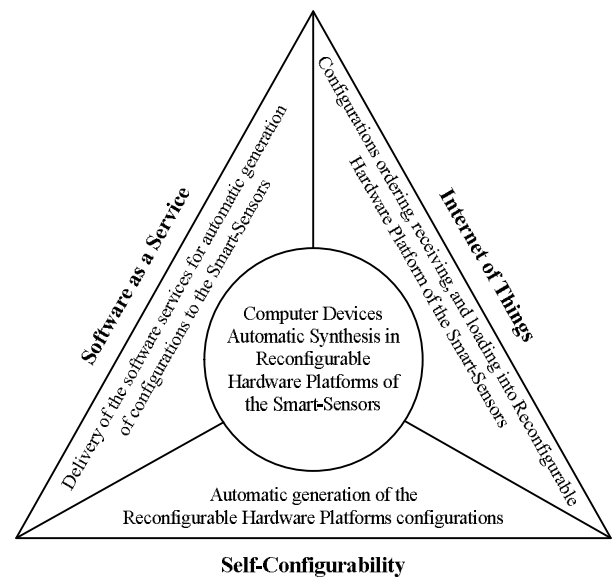 Software as a Service
Delivery of the software services for automatic generation
of configurations to the Smart-Sensors
Configurations ordering, receiving, and loading into Reconfigurable
Hardware Platform of the Smart-Sensors
Internet of Things
Computer Devices
Automatic Synthesis in
Reconfigurable
Hardware Platforms of
the Smart-Sensors
Automatic generation of the
Reconfigurable Hardware Platforms configurations
Self-Configurability